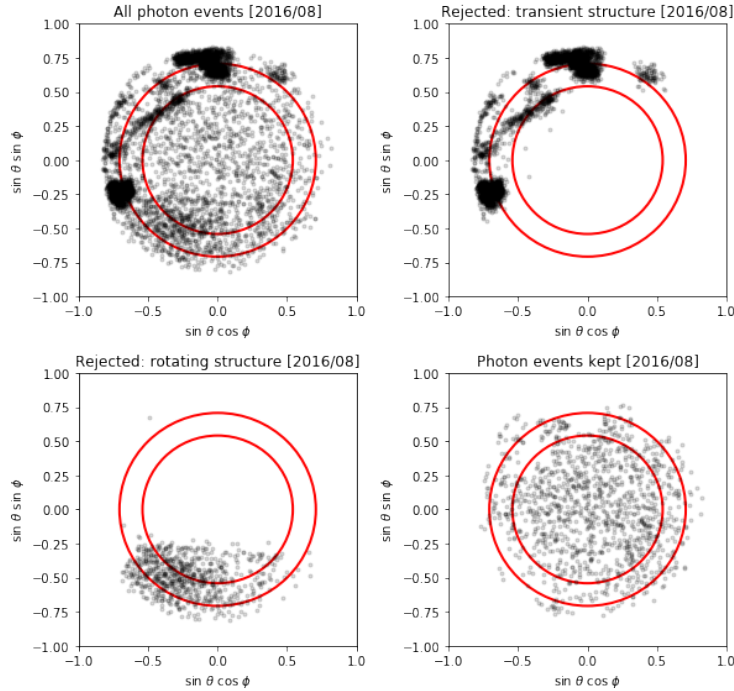 All photon events [2016/08]
1.00
0.75
0.50
0.25
0.00
−0.25
−0.50
−0.75
−1.00
sin θ sin ϕ
−1.0 −0.5 0.0 0.5 1.0
sin θ cos ϕ
Rejected: transient structure [2016/08]
1.00
0.75
0.50
0.25
0.00
−0.25
−0.50
−0.75
−1.00
sin θ sin ϕ
−1.0 −0.5 0.0 0.5 1.0
sin θ cos ϕ
Rejected: rotating structure [2016/08]
1.00
0.75
0.50
0.25
0.00
−0.25
−0.50
−0.75
−1.00
sin θ sin ϕ
−1.0 −0.5 0.0 0.5 1.0
sin θ cos ϕ
Photon events kept [2016/08]
1.00
0.75
0.50
0.25
0.00
−0.25
−0.50
−0.75
−1.00
sin θ sin ϕ
−1.0 −0.5 0.0 0.5 1.0
sin θ cos ϕ